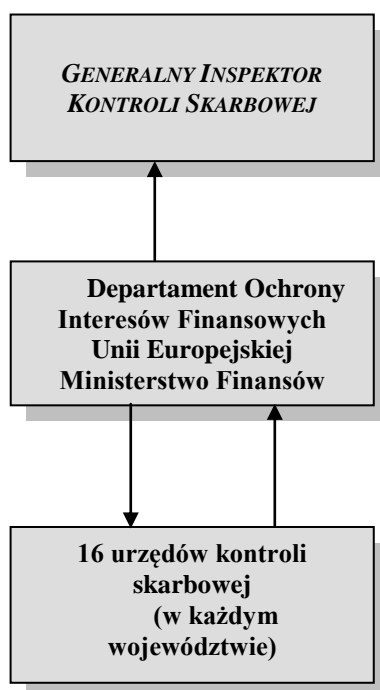 GENERALNY INSPEKTOR
KONTROLI SKARBOWEJ
Departament Ochrony
Interesów Finansowych
Unii Europejskiej
Ministerstwo Finansów
16 urzędów kontroli
skarbowej
(w każdym
województwie)